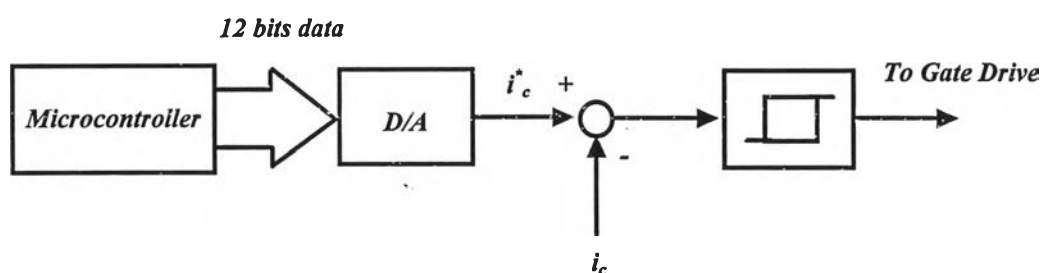 12 bits data
Microcontroller
D/A
i*c +
-
ic
To Gate Drive